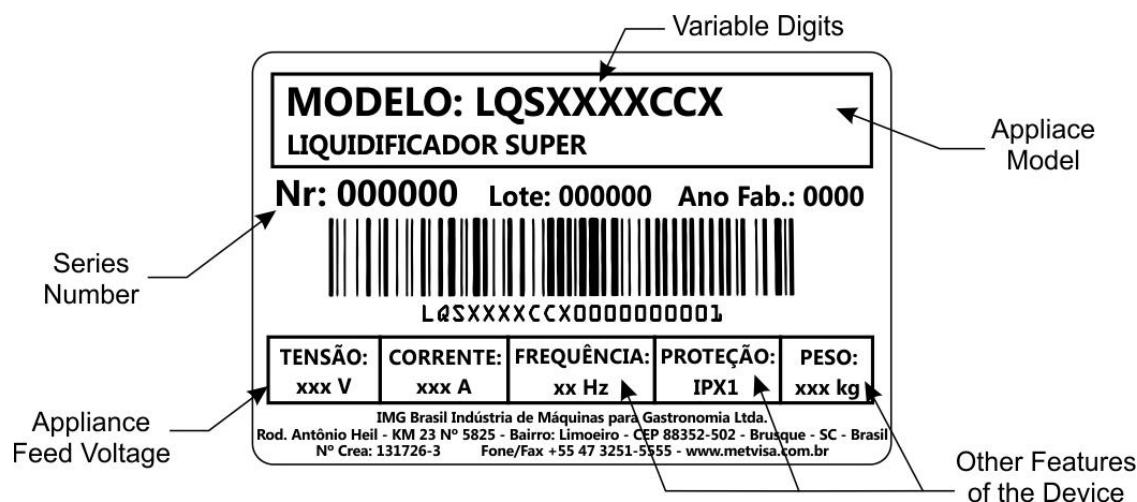 Variable Digits
MODELO: LQSXXXXCCX
LIQUIDIFICADOR SUPER
Appliace
Model
Nr: 000000 Lote: 000000 Ano Fab.: 0000
Series
Number
LQSXXXXCCX0000000001
TENSÃO: CORRENTE: FREQUÊNCIA: PROTEÇÃO: PESO:
xxx V xxx A xx Hz IPX1 xxx kg
Appliance
Feed Voltage
IMG Brasil Indústria de Máquinas para Gastronomia Ltda.
Rod. Antônio Heil - KM 23 Nº 5825 - Bairro: Limoeiro - CEP 88352-502 - Brusque - SC - Brasil
Nº Crea: 131726-3 Fone/Fax +55 47 3251-5555 - www.metvisa.com.br
Other Features
of the Device